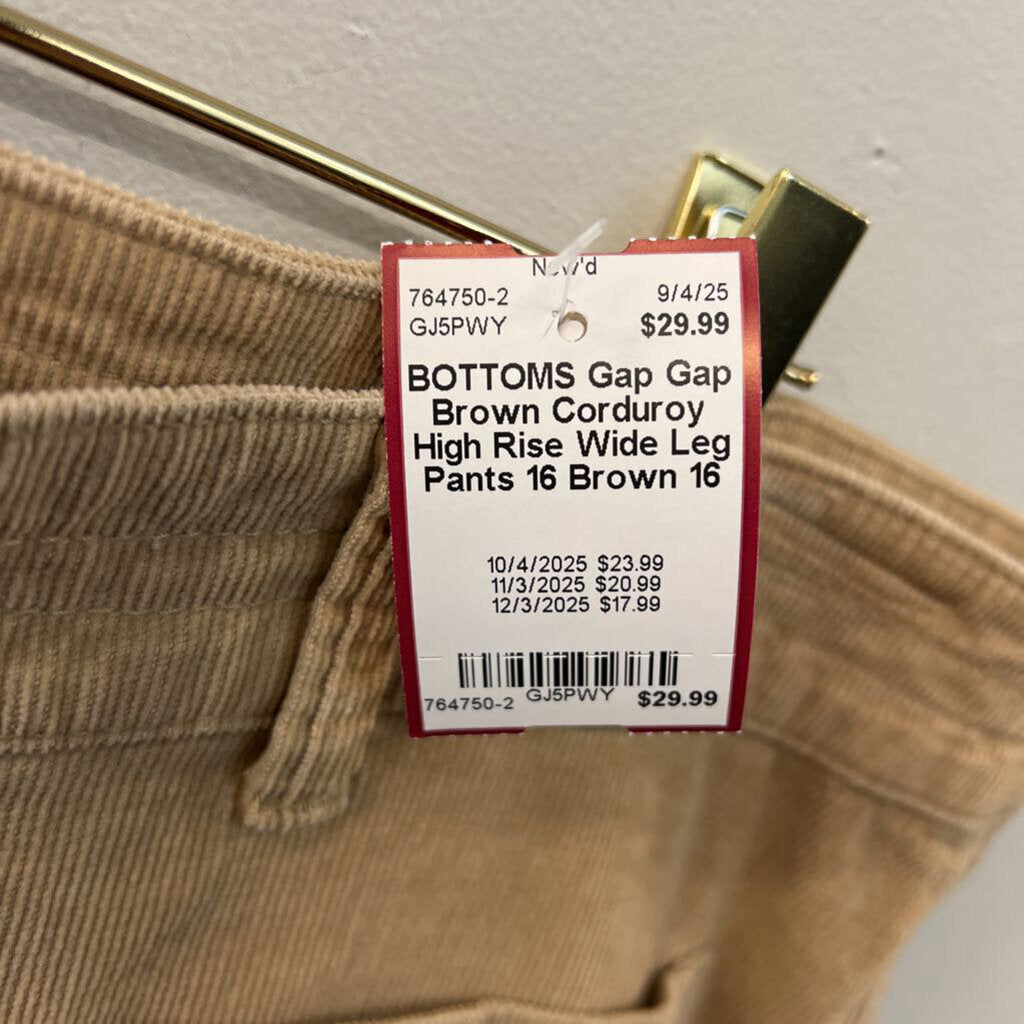 New'd
764750-2 9/4/25
GJ5PWY $29.99
BOTTOMS Gap Gap
Brown Corduroy
High Rise Wide Leg
Pants 16 Brown 16
10/4/2025 $23.99
11/3/2025 $20.99
12/3/2025 $17.99
764750-2 GJ5PWY $29.99